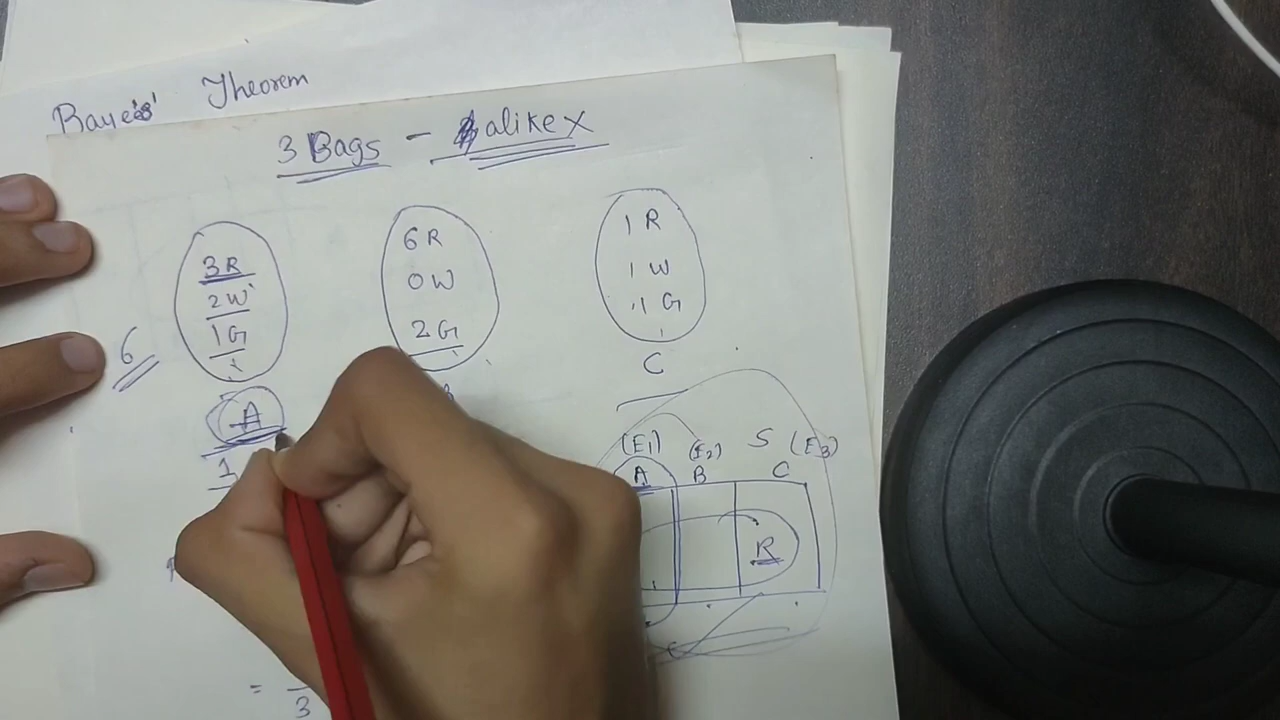 Baye's' Theorem
3 Bags - alike X
3R
2W
1G
6
A
1
6R
0W
2G
1R
1W
1G
C
(E1) (E2) S (E3)
A B C
R
=
3